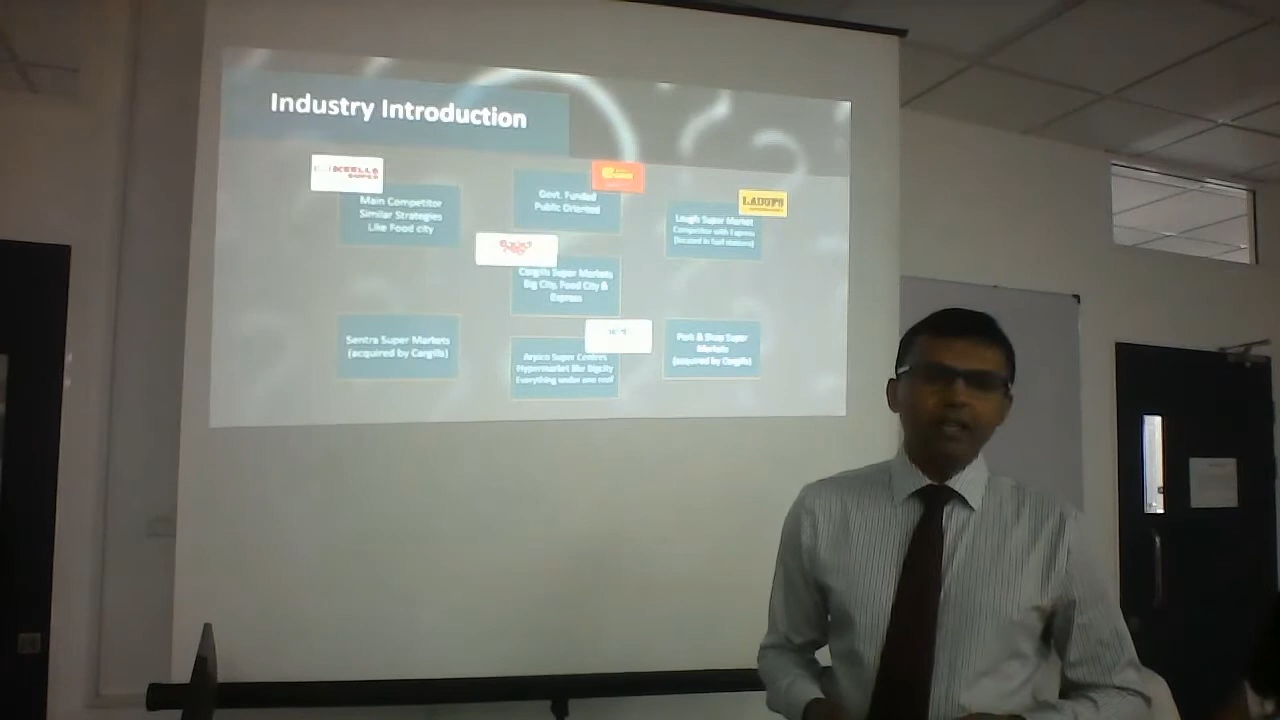 Industry Introduction
KEELLS
SUPER
Main Competitor
Similar Strategies
Like Food city
Govt. Funded
Public Oriented
LAUGFS
Laugfs Super Market
Competitor with Express
(located in fuel stations)
Cargills Super Markets
Big City, Food City &
Express
Sentra Super Markets
(acquired by Cargills)
Arpico Super Centres
Hypermarket like Bigcity
Everything under one roof
Park & Shop Super
Markets
(acquired by Cargills)